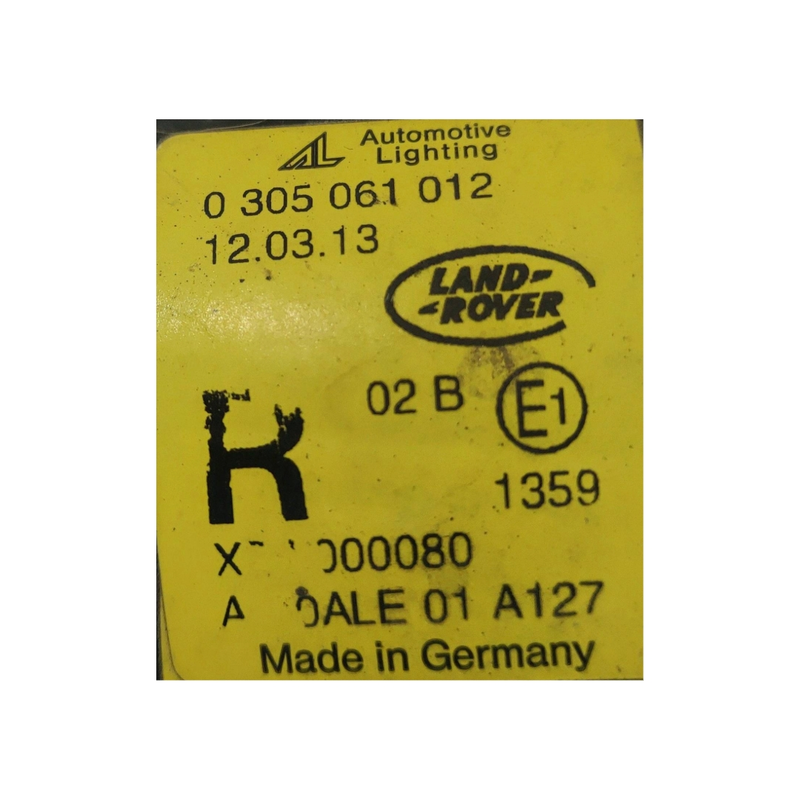 AL Automotive Lighting
0 305 061 012
12.03.13
LAND-
-ROVER
02 B E1
R
1359
000080
01 A127
Made in Germany